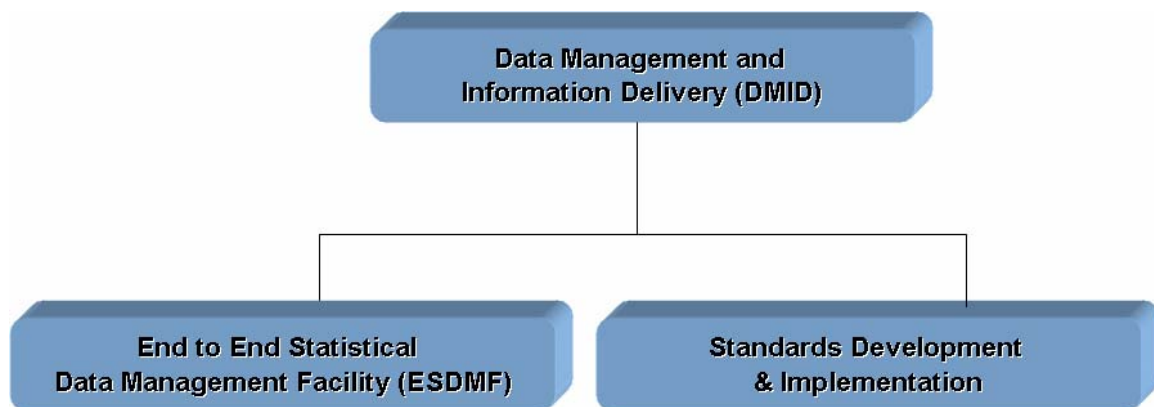 Data Management and
Information Delivery (DMID)
End to End Statistical
Data Management Facility (ESDMF)
Standards Development
& Implementation